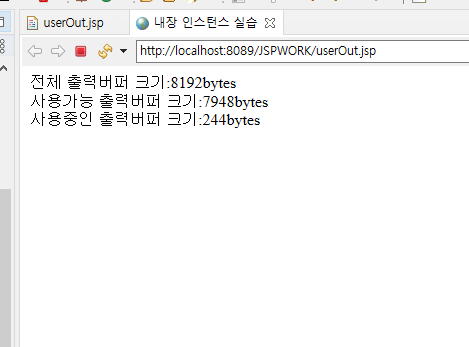 userOut.jsp
내장 인스턴스 실습
http://localhost:8089/JSPWORK/userOut.jsp
전체 출력버퍼 크기:8192bytes
사용가능 출력버퍼 크기:7948bytes
사용중인 출력버퍼 크기:244bytes